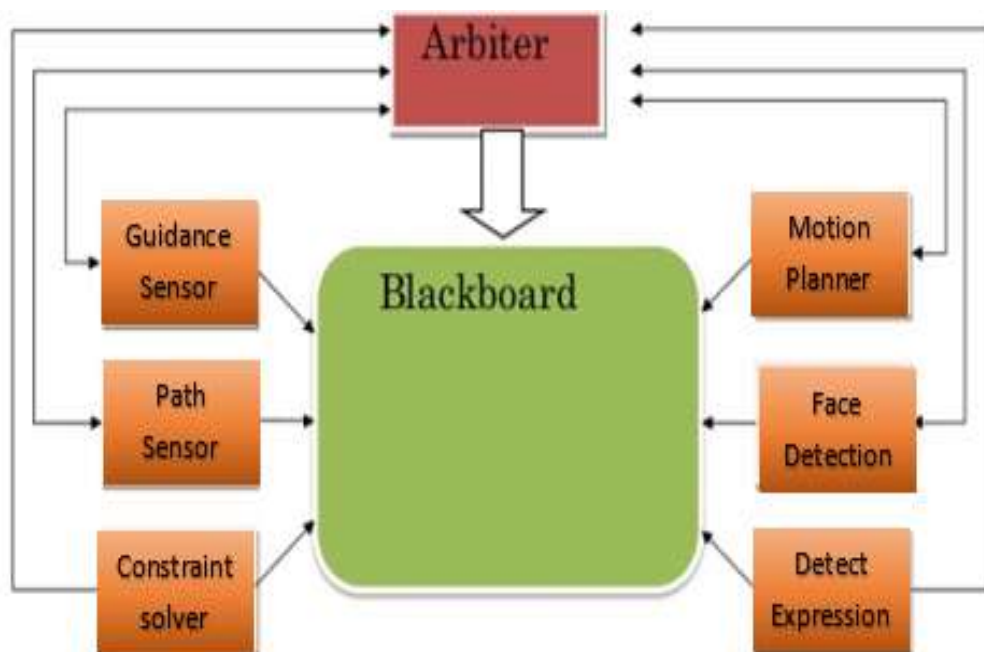 Arbiter
Guidance
Sensor
Motion
Planner
Blackboard
Path
Sensor
Face
Detection
Constraint
solver
Detect
Expression